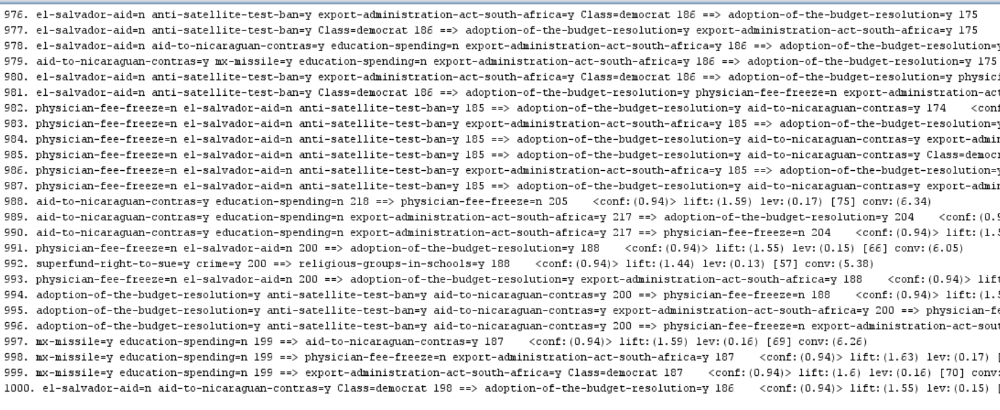 976. el-salvador-aid=n anti-satellite-test-ban=y export-administration-act-south-africa=y Class=democrat 186 ==> adoption-of-the-budget-resolution=y 175
977. el-salvador-aid=n anti-satellite-test-ban=y Class=democrat 186 ==> adoption-of-the-budget-resolution=y export-administration-act-south-africa=y 175
978. el-salvador-aid=n aid-to-nicaraguan-contras=y education-spending=n export-administration-act-south-africa=y 186 ==> adoption-of-the-budget-resolution=y
979. aid-to-nicaraguan-contras=y mx-missile=y education-spending=n export-administration-act-south-africa=y 186 ==> adoption-of-the-budget-resolution=y 175
980. el-salvador-aid=n anti-satellite-test-ban=y export-administration-act-south-africa=y Class=democrat 186 ==> adoption-of-the-budget-resolution=y physici
981. el-salvador-aid=n anti-satellite-test-ban=y Class=democrat 186 ==> adoption-of-the-budget-resolution=y physician-fee-freeze=n export-administration-act
982. physician-fee-freeze=n el-salvador-aid=n anti-satellite-test-ban=y 185 ==> adoption-of-the-budget-resolution=y aid-to-nicaraguan-contras=y 174 <conf
983. physician-fee-freeze=n el-salvador-aid=n anti-satellite-test-ban=y export-administration-act-south-africa=y 185 ==> adoption-of-the-budget-resolution=y
984. physician-fee-freeze=n el-salvador-aid=n anti-satellite-test-ban=y 185 ==> adoption-of-the-budget-resolution=y aid-to-nicaraguan-contras=y export-admin
985. physician-fee-freeze=n el-salvador-aid=n anti-satellite-test-ban=y 185 ==> adoption-of-the-budget-resolution=y aid-to-nicaraguan-contras=y Class=democr
986. physician-fee-freeze=n el-salvador-aid=n anti-satellite-test-ban=y export-administration-act-south-africa=y 185 ==> adoption-of-the-budget-resolution=y
987. physician-fee-freeze=n el-salvador-aid=n anti-satellite-test-ban=y 185 ==> adoption-of-the-budget-resolution=y aid-to-nicaraguan-contras=y export-admin
988. aid-to-nicaraguan-contras=y education-spending=n 218 ==> physician-fee-freeze=n 205 <conf:(0.94)> lift:(1.59) lev:(0.17) [75] conv:(6.34)
989. aid-to-nicaraguan-contras=y education-spending=n export-administration-act-south-africa=y 217 ==> adoption-of-the-budget-resolution=y 204 <conf:(0.9
990. aid-to-nicaraguan-contras=y education-spending=n export-administration-act-south-africa=y 217 ==> physician-fee-freeze=n 204 <conf:(0.94)> lift:(1.5
991. physician-fee-freeze=n el-salvador-aid=n 200 ==> adoption-of-the-budget-resolution=y 188 <conf:(0.94)> lift:(1.55) lev:(0.15) [66] conv:(6.05)
992. superfund-right-to-sue=y crime=y 200 ==> religious-groups-in-schools=y 188 <conf:(0.94)> lift:(1.44) lev:(0.13) [57] conv:(5.38)
993. physician-fee-freeze=n el-salvador-aid=n 200 ==> adoption-of-the-budget-resolution=y export-administration-act-south-africa=y 188 <conf:(0.94)> lift
994. adoption-of-the-budget-resolution=y anti-satellite-test-ban=y aid-to-nicaraguan-contras=y 200 ==> physician-fee-freeze=n 188 <conf:(0.94)> lift:(1.5
995. adoption-of-the-budget-resolution=y anti-satellite-test-ban=y aid-to-nicaraguan-contras=y export-administration-act-south-africa=y 200 ==> physician-fe
996. adoption-of-the-budget-resolution=y anti-satellite-test-ban=y aid-to-nicaraguan-contras=y 200 ==> physician-fee-freeze=n export-administration-act-sout
997. mx-missile=y education-spending=n 199 ==> aid-to-nicaraguan-contras=y 187 <conf:(0.94)> lift:(1.59) lev:(0.16) [69] conv:(6.26)
998. mx-missile=y education-spending=n 199 ==> physician-fee-freeze=n export-administration-act-south-africa=y 187 <conf:(0.94)> lift:(1.63) lev:(0.17) [
999. mx-missile=y education-spending=n 199 ==> export-administration-act-south-africa=y Class=democrat 187 <conf:(0.94)> lift:(1.6) lev:(0.16) [70] conv:
1000. el-salvador-aid=n aid-to-nicaraguan-contras=y Class=democrat 198 ==> adoption-of-the-budget-resolution=y 186 <conf:(0.94)> lift:(1.55) lev:(0.15) [